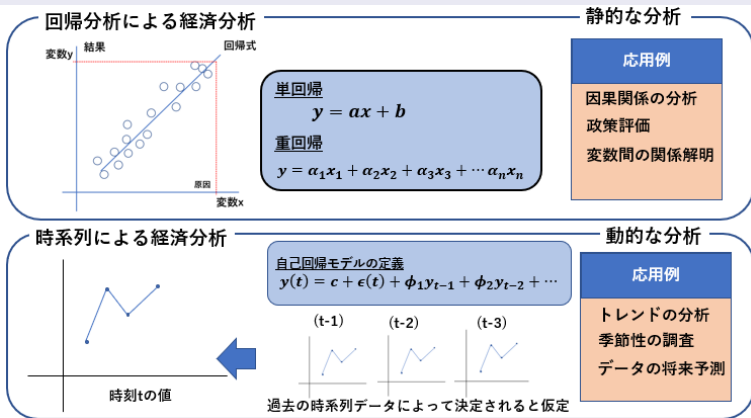 回帰分析による経済分析
静的な分析
変数y
結果
回帰式
原因
変数x
単回帰
y = ax + b
重回帰
y = α₁x₁ + α₂x₂ + α₃x₃ + ⋯ αₙxₙ
応用例
因果関係の分析
政策評価
変数間の関係解明
時系列による経済分析
動的な分析
時刻tの値
自己回帰モデルの定義
y(t) = c + ϵ(t) + ϕ₁yₜ₋₁ + ϕ₂yₜ₋₂ + ⋯
(t-1)
(t-2)
(t-3)
過去の時系列データによって決定されると仮定
応用例
トレンドの分析
季節性の調査
データの将来予測